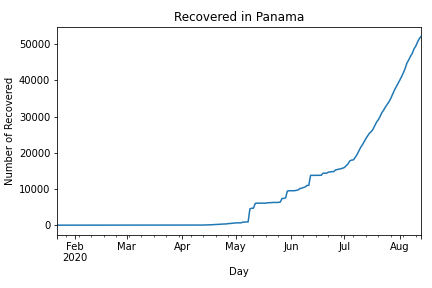 Recovered in Panama
Number of Recovered
50000
40000
30000
20000
10000
0
Feb Mar Apr May Jun Jul Aug
2020
Day